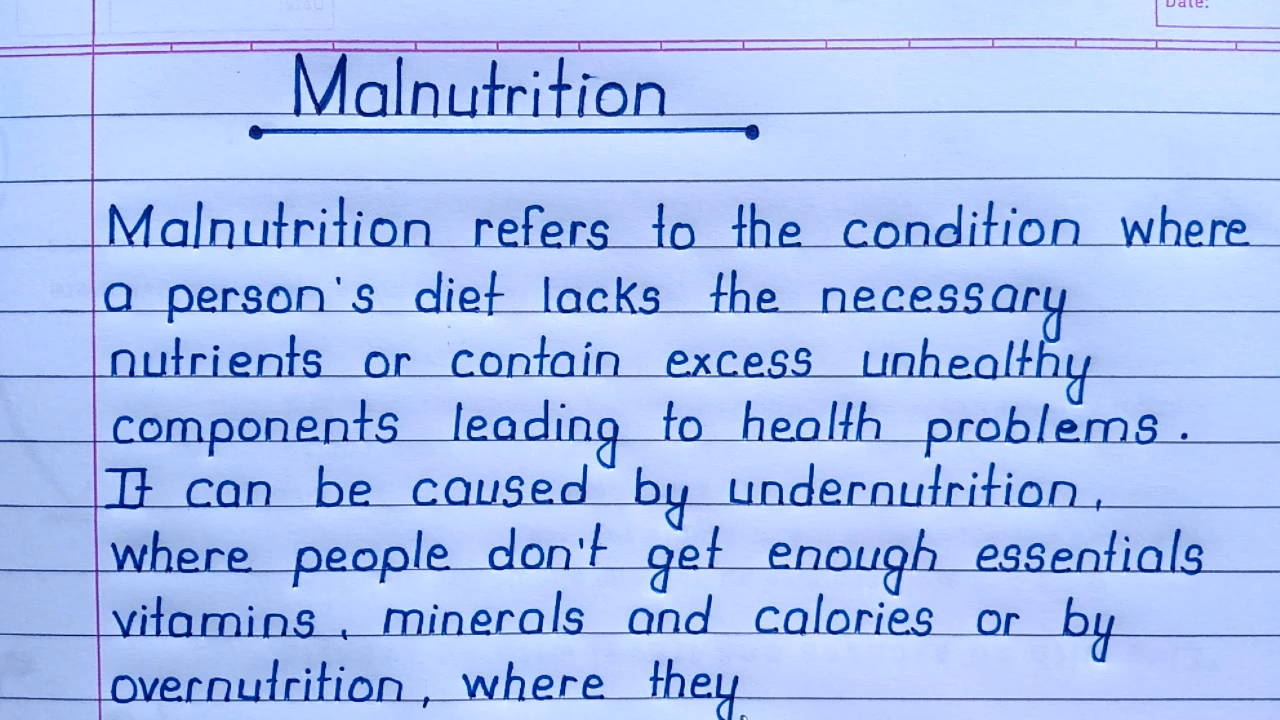 Date:
Malnutrition
Malnutrition refers to the condition where
a person's diet lacks the necessary
nutrients or contain excess unhealthy
components leading to health problems.
It can be caused by undernutrition,
where people don't get enough essentials
vitamins, minerals and calories or by
overnutrition, where they